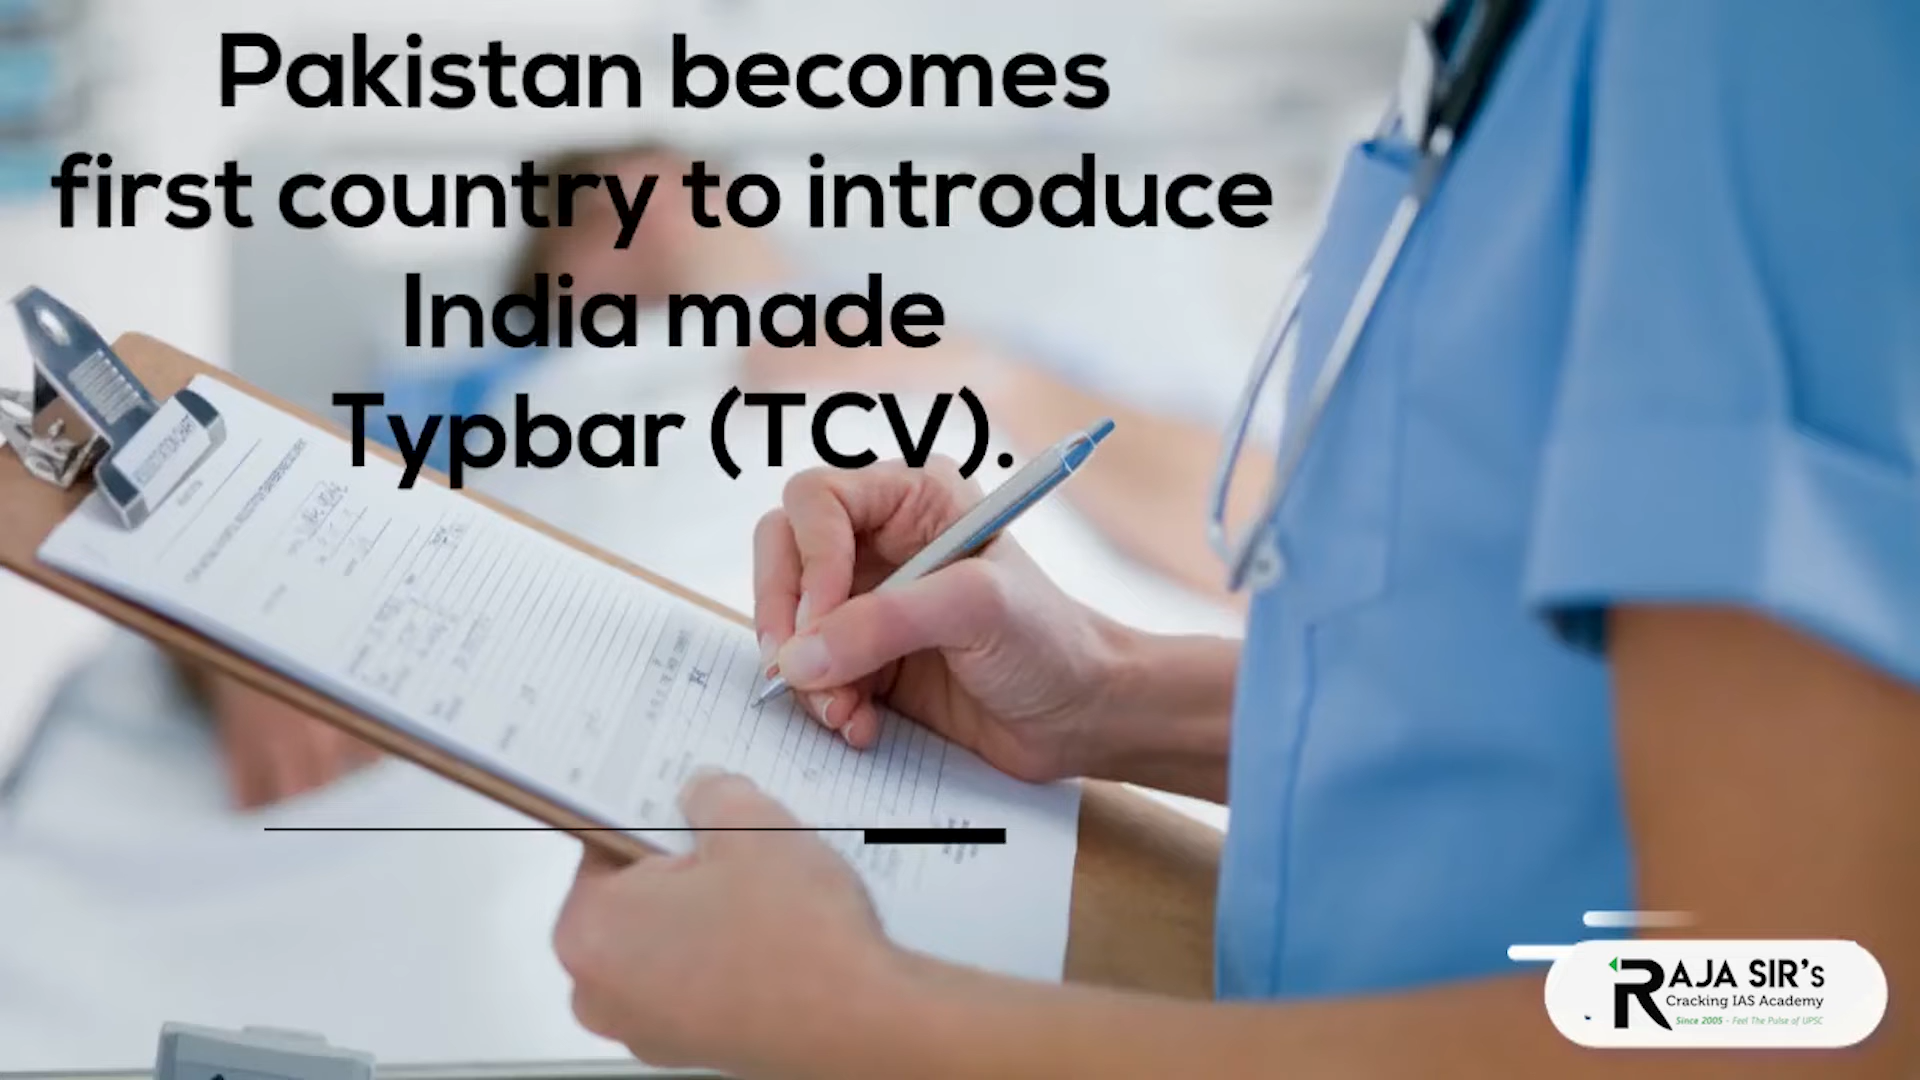 Pakistan becomes
first country to introduce
India made
Typbar (TCV).
RAJA SIR's
Cracking IAS Academy
Since 2005 - Feel The Pulse of UPSC